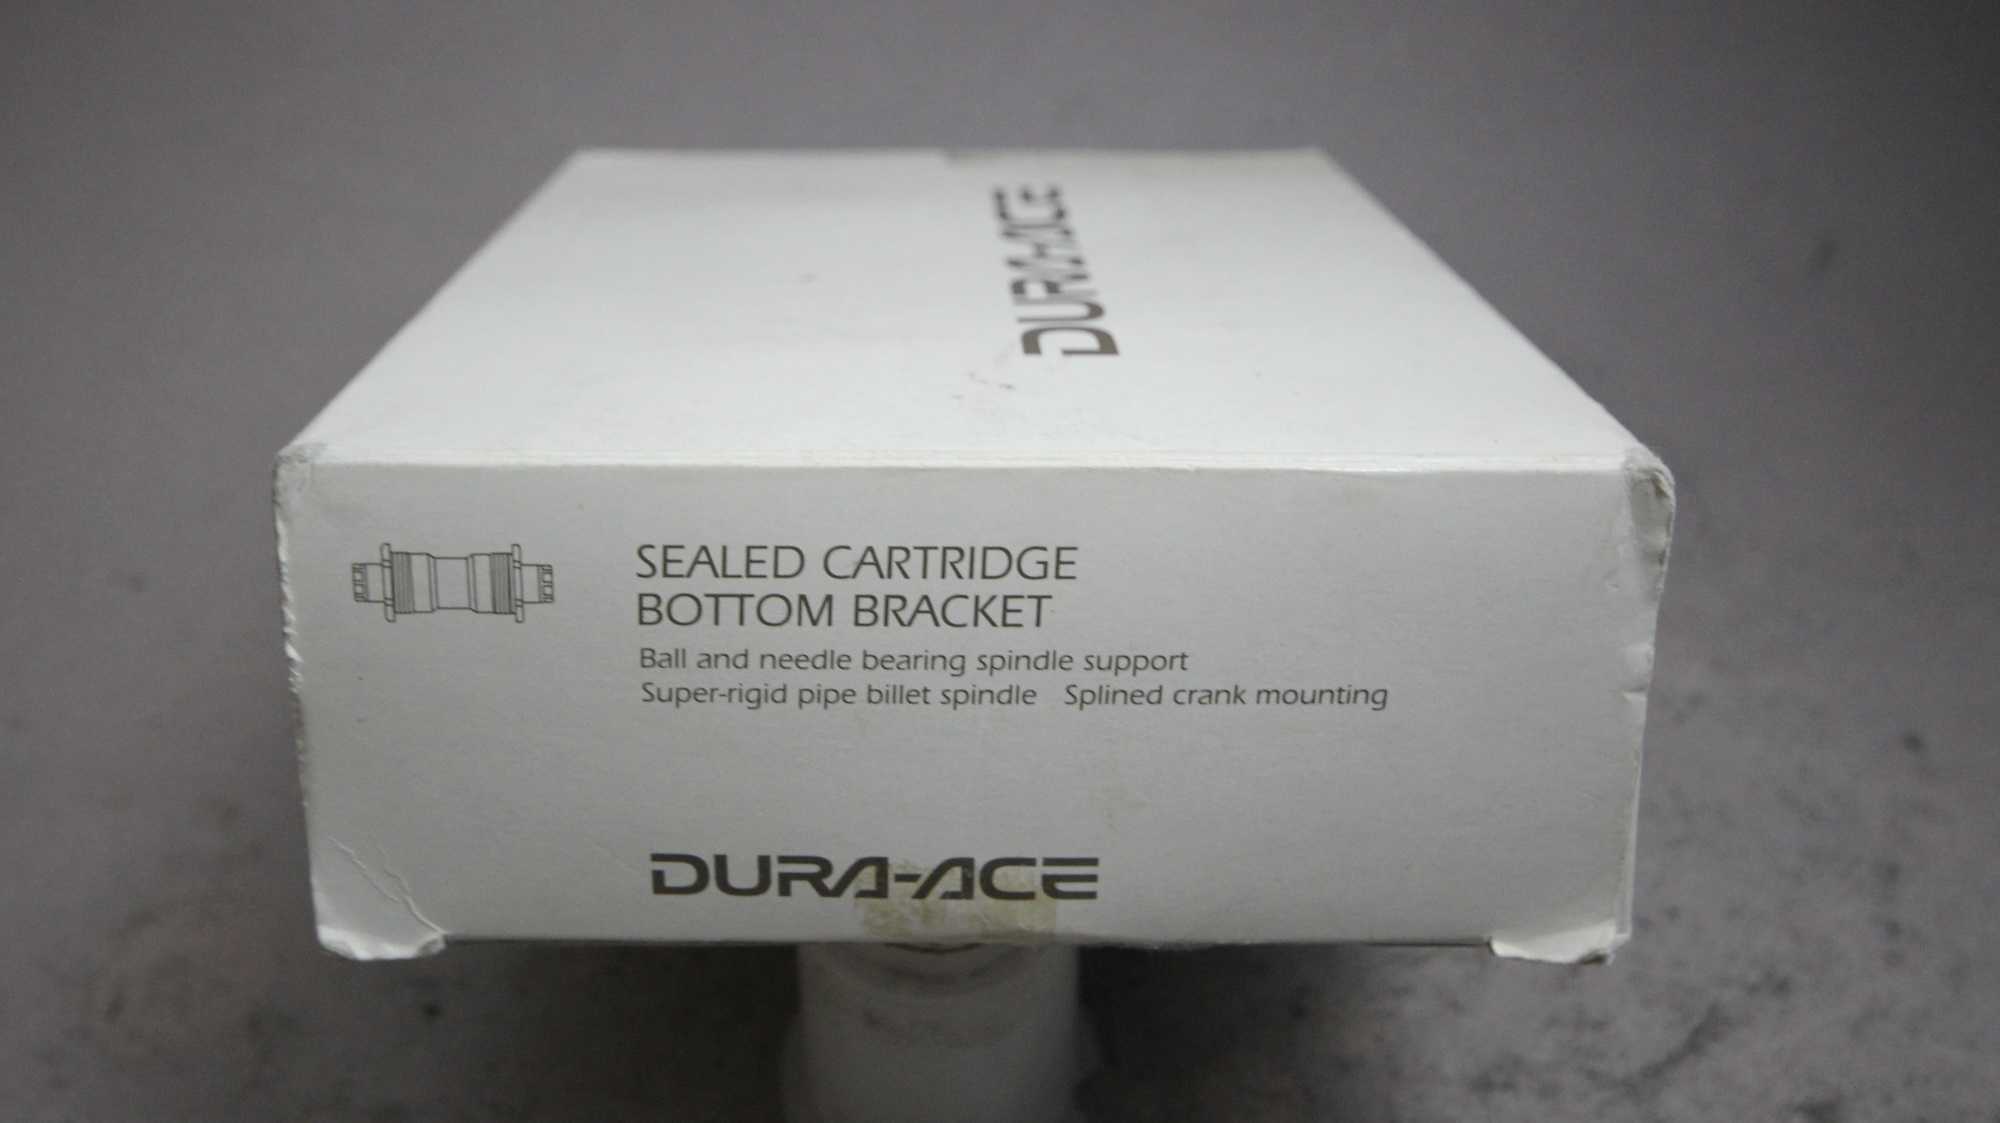 DURA-ACE
SEALED CARTRIDGE
BOTTOM BRACKET
Ball and needle bearing spindle support
Super-rigid pipe billet spindle Splined crank mounting
DURA-ACE